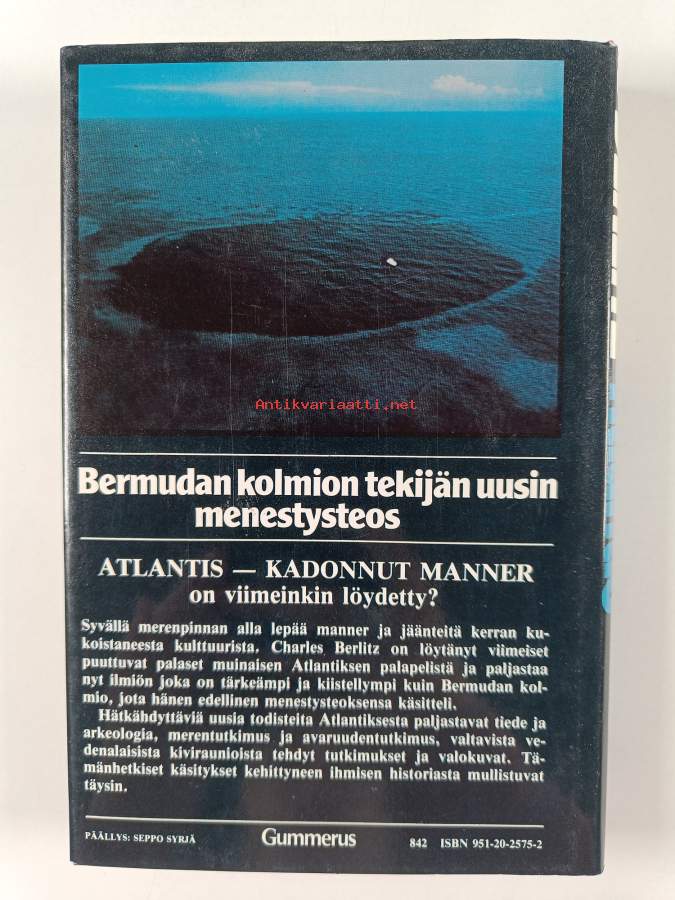 Antikvariaatti.net
Bermudan kolmion tekijän uusin
menestysteos
ATLANTIS — KADONNUT MANNER
on viimeinkin löydetty?
Syvällä merenpinnan alla lepää manner ja jäänteitä kerran ku-
koistaneesta kulttuurista. Charles Berlitz on löytänyt viimeiset
puuttuvat palaset muinaisen Atlantiksen palapelistä ja paljastaa
nyt ilmiön joka on tärkeämpi ja kiistellympi kuin Bermudan kol-
mio, jota hänen edellinen menestysteoksensa käsitteli.
Hätkähdyttäviä uusia todisteita Atlantiksesta paljastavat tiede ja
arkeologia, merentutkimus ja avaruudentutkimus, valtavista ve-
denalaisista kiviraunioista tehdyt tutkimukset ja valokuvat. Tä-
mänhetkiset käsitykset kehittyneen ihmisen historiasta mullistuvat
täysin.
PÄÄLLYS: SEPPO SYRJÄ
Gummerus
842 ISBN 951-20-2575-2